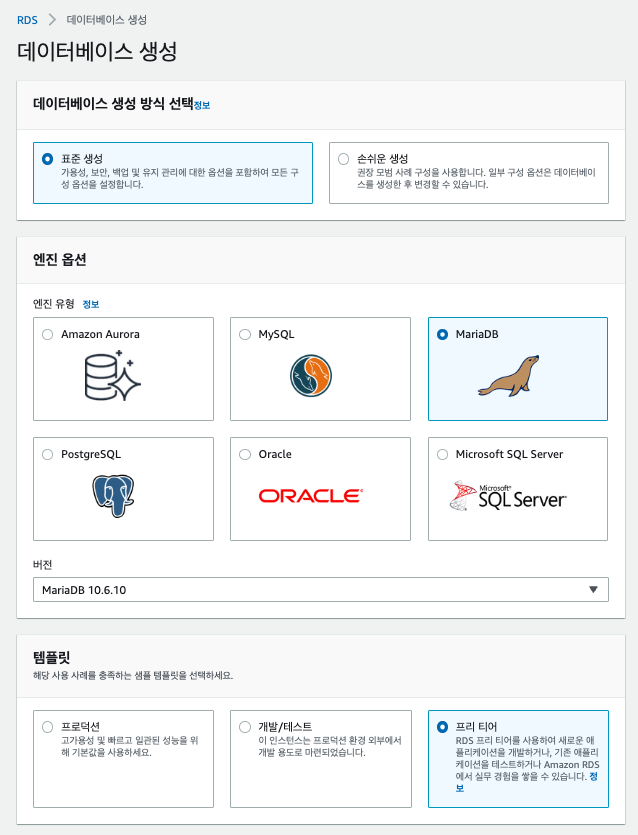 RDS > 데이터베이스 생성
데이터베이스 생성
데이터베이스 생성 방식 선택정보
표준 생성
가용성, 보안, 백업 및 유지 관리에 대한 옵션을 포함하여 모든 구
성 옵션을 설정합니다.
손쉬운 생성
권장 모범 사례 구성을 사용합니다. 일부 구성 옵션은 데이터베이
스를 생성한 후 변경할 수 있습니다.
엔진 옵션
엔진 유형 정보
Amazon Aurora
MySQL
MariaDB
PostgreSQL
Oracle
ORACLE
Microsoft SQL Server
Microsoft
SQL Server
버전
MariaDB 10.6.10
템플릿
해당 사용 사례를 충족하는 샘플 템플릿을 선택하세요.
프로덕션
고가용성 및 빠르고 일관된 성능을 위
해 기본값을 사용하세요.
개발/테스트
이 인스턴스는 프로덕션 환경 외부에서
개발 용도로 마련되었습니다.
프리 티어
RDS 프리 티어를 사용하여 새로운 애
플리케이션을 개발하거나, 기존 애플리
케이션을 테스트하거나 Amazon RDS
에서 실무 경험을 쌓을 수 있습니다. 정
보